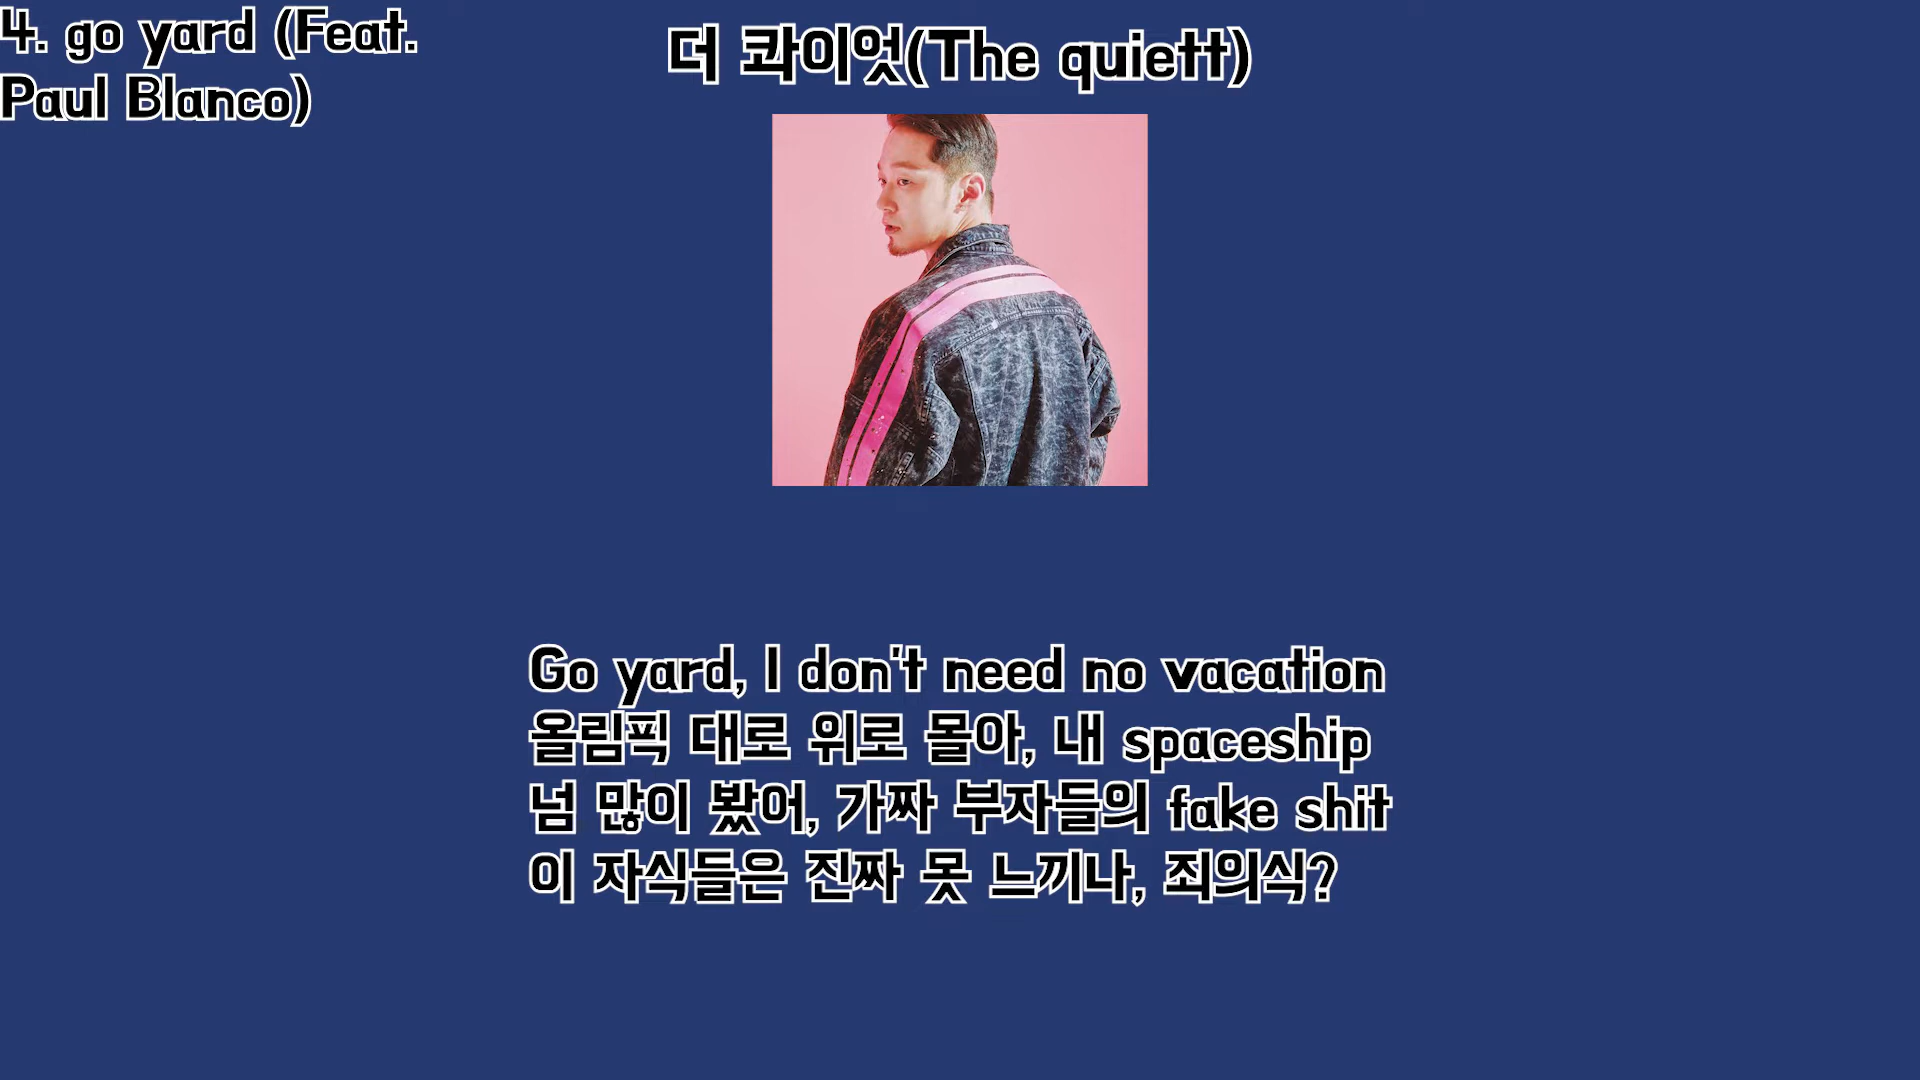 4. go yard (Feat.
Paul Blanco)
더 콰이엇(The quiett)
Go yard, I don't need no vacation
올림픽 대로 위로 몰아, 내 spaceship
넘 많이 봤어, 가짜 부자들의 fake shit
이 자식들은 진짜 못 느끼나, 죄의식?